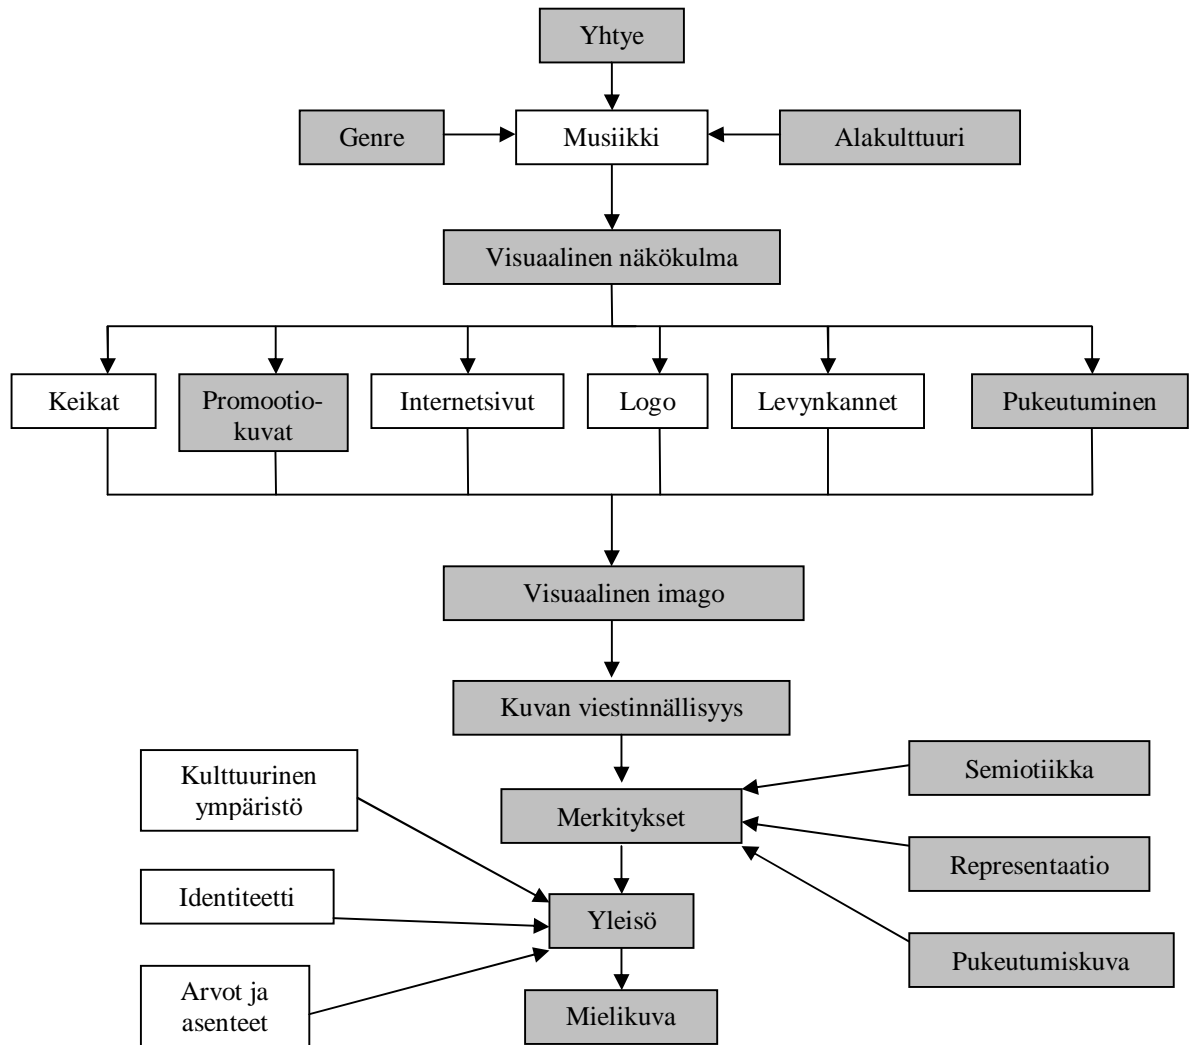 Yhtye
Genre
Musiikki
Alakulttuuri
Visuaalinen näkökulma
Keikat
Promootio-
kuvat
Internetsivut
Logo
Levynkannet
Pukeutuminen
Visuaalinen imago
Kuvan viestinnällisyys
Kulttuurinen
ympäristö
Semiotiikka
Merkitykset
Representaatio
Identiteetti
Yleisö
Pukeutumiskuva
Arvot ja
asenteet
Mielikuva